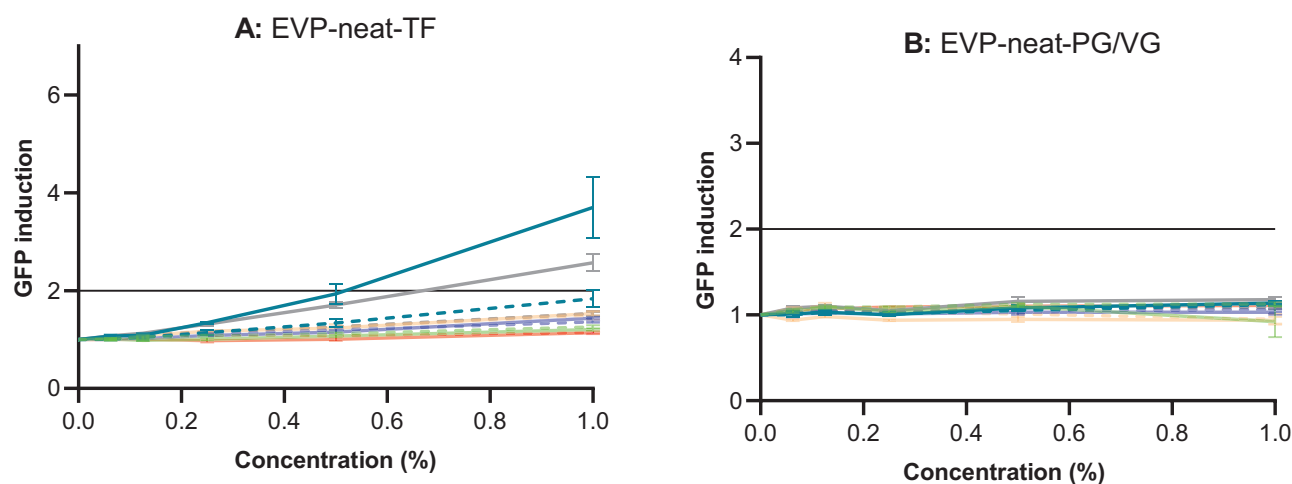 A: EVP-neat-TF
GFP induction
6
4
2
0
0.0 0.2 0.4 0.6 0.8 1.0
Concentration (%)
B: EVP-neat-PG/VG
GFP induction
4
3
2
1
0
0.0 0.2 0.4 0.6 0.8 1.0
Concentration (%)